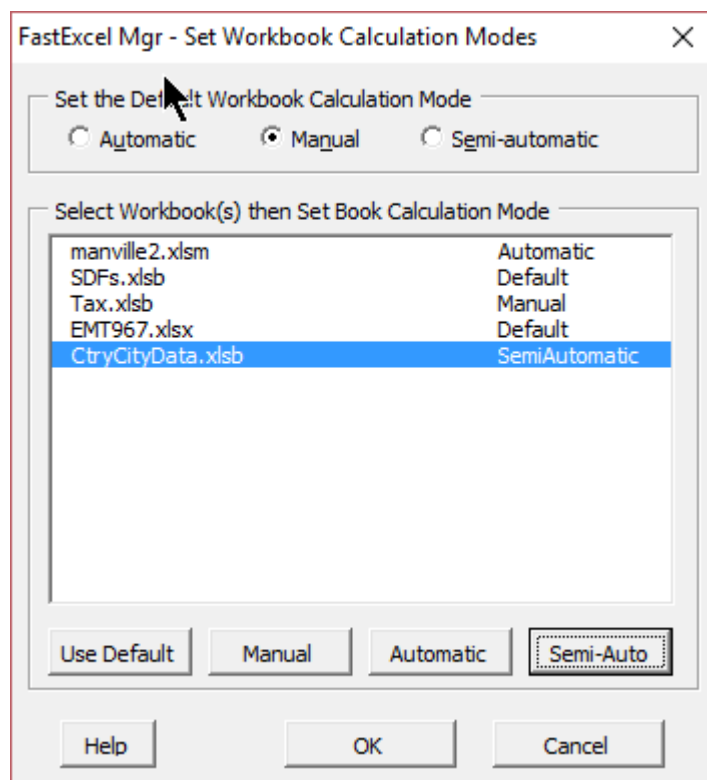 FastExcel Mgr - Set Workbook Calculation Modes
Set the Default Workbook Calculation Mode
Automatic Manual Semi-automatic
Select Workbook(s) then Set Book Calculation Mode
manville2.xlsm Automatic
SDFs.xlsb Default
Tax.xlsb Manual
EMT967.xlsx Default
CtryCityData.xlsb SemiAutomatic
Use Default Manual Automatic Semi-Auto
Help OK Cancel